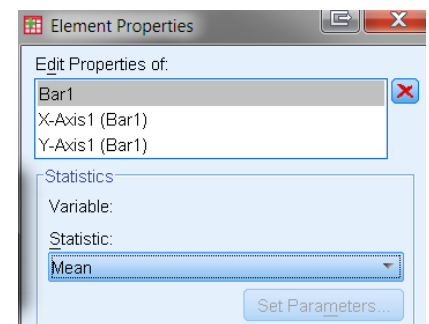 Element Properties
Edit Properties of:
Bar1
X-Axis1 (Bar1)
Y-Axis1 (Bar1)
Statistics
Variable:
Statistic:
Mean
Set Parameters...